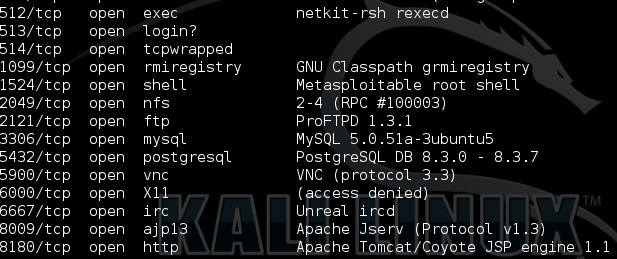 512/tcp open exec netkit-rsh rexecd
513/tcp open login?
514/tcp open tcpwrapped
1099/tcp open rmiregistry GNU Classpath grmiregistry
1524/tcp open shell Metasploitable root shell
2049/tcp open nfs 2-4 (RPC #100003)
2121/tcp open ftp ProFTPD 1.3.1
3306/tcp open mysql MySQL 5.0.51a-3ubuntu5
5432/tcp open postgresql PostgreSQL DB 8.3.0 - 8.3.7
5900/tcp open vnc VNC (protocol 3.3)
6000/tcp open X11 (access denied)
6667/tcp open irc Unreal ircd
8009/tcp open ajp13 Apache Jserv (Protocol v1.3)
8180/tcp open http Apache Tomcat/Coyote JSP engine 1.1
KALI LINUX™